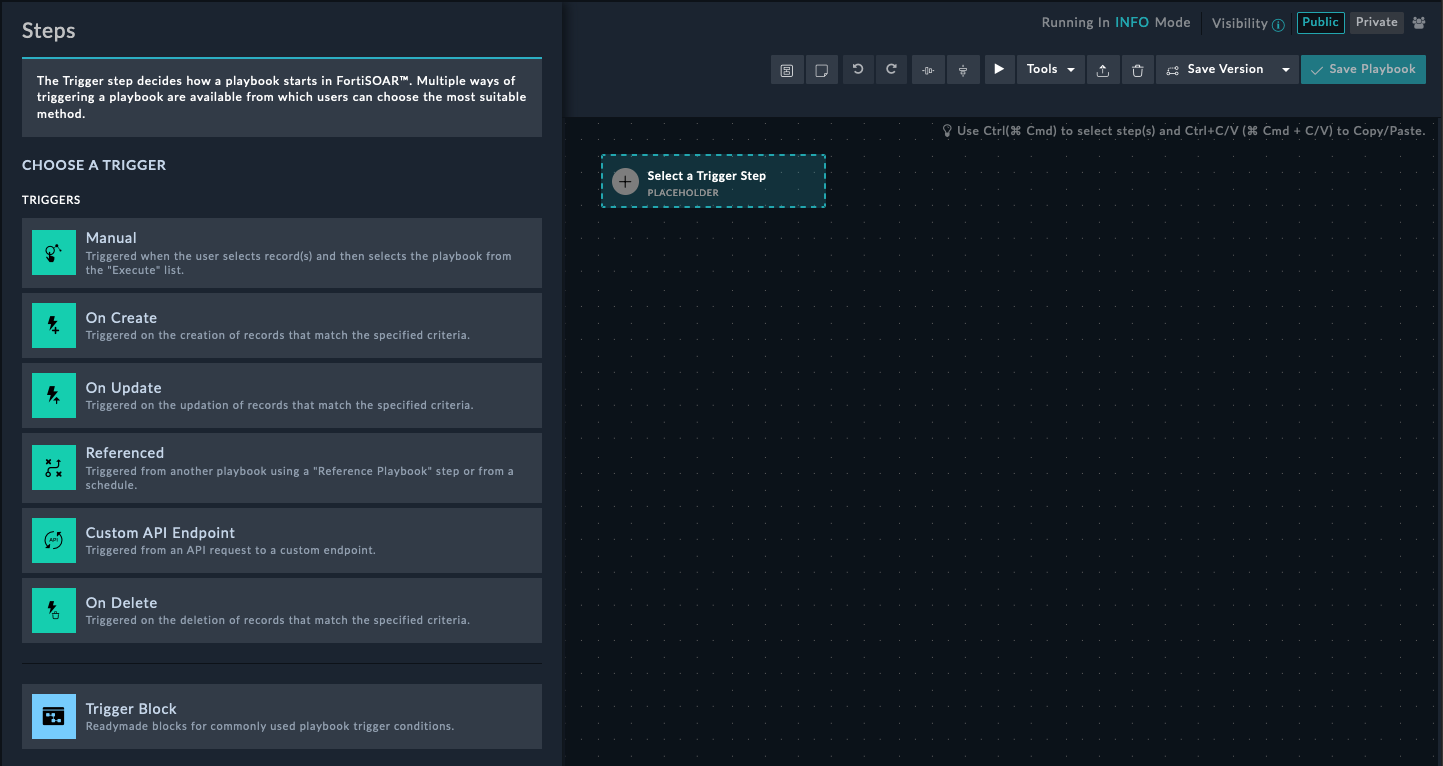 Steps
The Trigger step decides how a playbook starts in FortiSOAR™. Multiple ways of
triggering a playbook are available from which users can choose the most suitable
method.
CHOOSE A TRIGGER
TRIGGERS
Manual
Triggered when the user selects record(s) and then selects the playbook from
the "Execute" list.
On Create
Triggered on the creation of records that match the specified criteria.
On Update
Triggered on the updation of records that match the specified criteria.
Referenced
Triggered from another playbook using a "Reference Playbook" step or from a
schedule.
API
Custom API Endpoint
Triggered from an API request to a custom endpoint.
On Delete
Triggered on the deletion of records that match the specified criteria.
Trigger Block
Readymade blocks for commonly used playbook trigger conditions.
Running In INFO Mode Visibility Public Private
Tools Save Version Save Playbook
Use Ctrl(⌘ Cmd) to select step(s) and Ctrl+C/V (⌘ Cmd + C/V) to Copy/Paste.
Select a Trigger Step
PLACEHOLDER